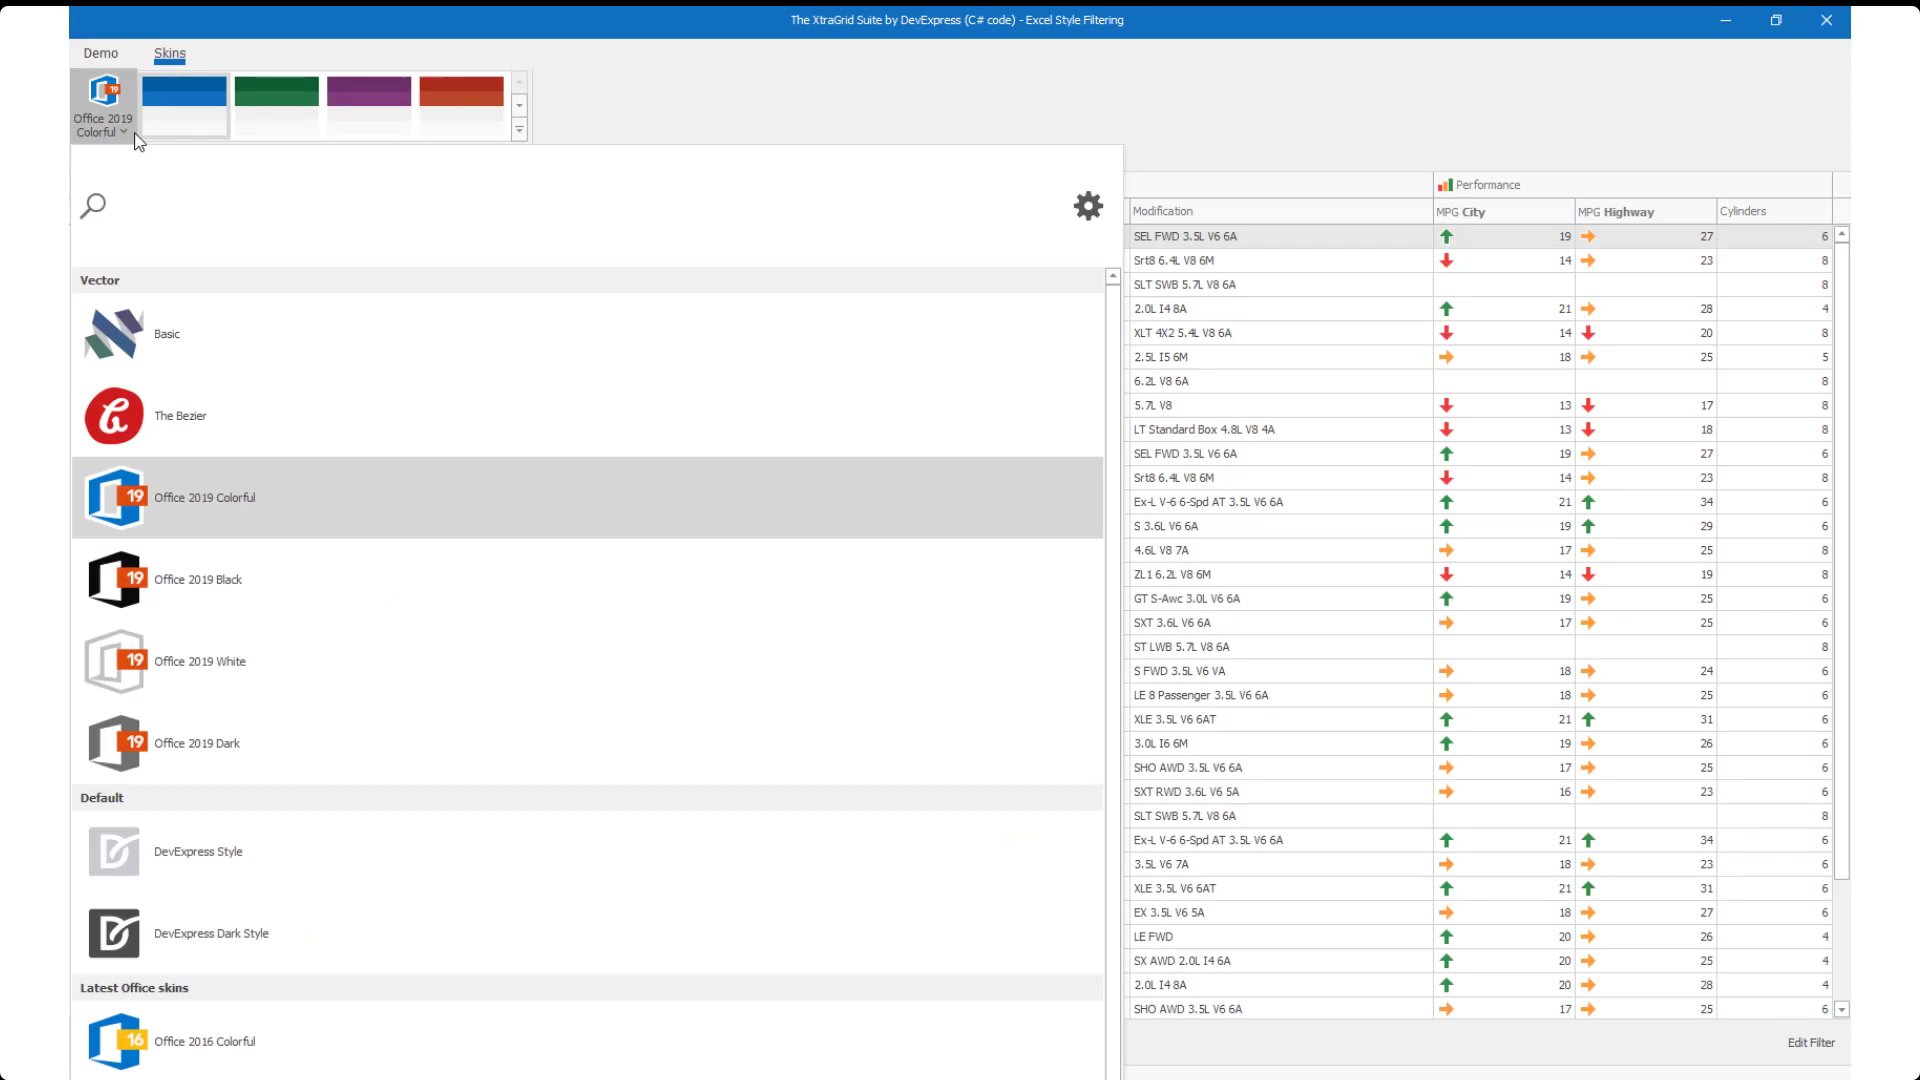 The XtraGrid Suite by DevExpress (C# code) - Excel Style Filtering
Demo
Skins
19
Office 2019
Colorful
Vector
Basic
The Bezier
19
Office 2019 Colorful
19
Office 2019 Black
19
Office 2019 White
19
Office 2019 Dark
Default
DevExpress Style
DevExpress Dark Style
Latest Office skins
16
Office 2016 Colorful
Performance
Modification
MPG City
MPG Highway
Cylinders
SEL FWD 3.5L V6 6A 19 27 6
Srt8 6.4L V8 6M 14 23 8
SLT SWB 5.7L V8 6A 8
2.0L I4 8A 21 28 4
XLT 4X2 5.4L V8 6A 14 20 8
2.5L I5 6M 18 25 5
6.2L V8 6A 8
5.7L V8 13 17 8
LT Standard Box 4.8L V8 4A 13 18 8
SEL FWD 3.5L V6 6A 19 27 6
Srt8 6.4L V8 6M 14 23 8
Ex-L V-6 6-Spd AT 3.5L V6 6A 21 34 6
S 3.6L V6 6A 19 29 6
4.6L V8 7A 17 25 8
ZL1 6.2L V8 6M 14 19 8
GT S-Awc 3.0L V6 6A 19 25 6
SXT 3.6L V6 6A 17 25 6
ST LWB 5.7L V8 6A 8
S FWD 3.5L V6 VA 18 24 6
LE 8 Passenger 3.5L V6 6A 18 25 6
XLE 3.5L V6 6AT 21 31 6
3.0L I6 6M 19 26 6
SHO AWD 3.5L V6 6A 17 25 6
SXT RWD 3.6L V6 5A 16 23 6
SLT SWB 5.7L V8 6A 8
Ex-L V-6 6-Spd AT 3.5L V6 6A 21 34 6
3.5L V6 7A 18 23 6
XLE 3.5L V6 6AT 21 31 6
EX 3.5L V6 5A 18 27 6
LE FWD 20 26 4
SX AWD 2.0L I4 6A 20 25 4
2.0L I4 8A 20 28 4
SHO AWD 3.5L V6 6A 17 25 6
Edit Filter